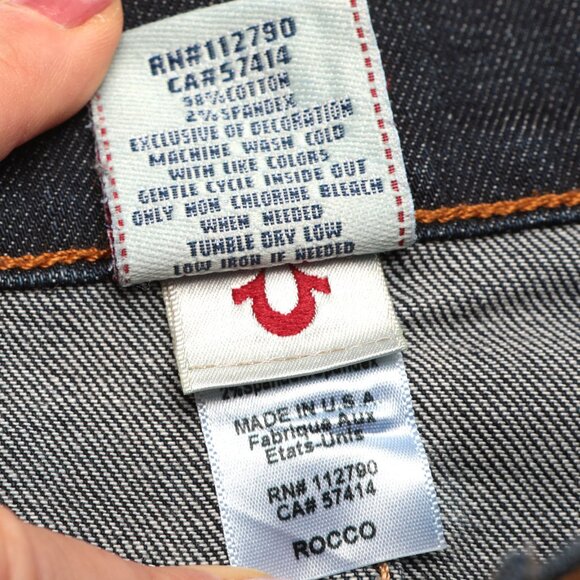 RN#112790
CA#57414
98%COTTON
2%SPANDEX
EXCLUSIVE OF DECORATION
MACHINE WASH COLD
WITH LIKE COLORS
GENTLE CYCLE INSIDE OUT
ONLY NON CHLORINE BLEACH
WHEN NEEDED
TUMBLE DRY LOW
LOW IRON IF NEEDED
MADE IN U.S.A
Fabrique Aux
Etats-Unis
RN# 112790
CA# 57414
ROCCO